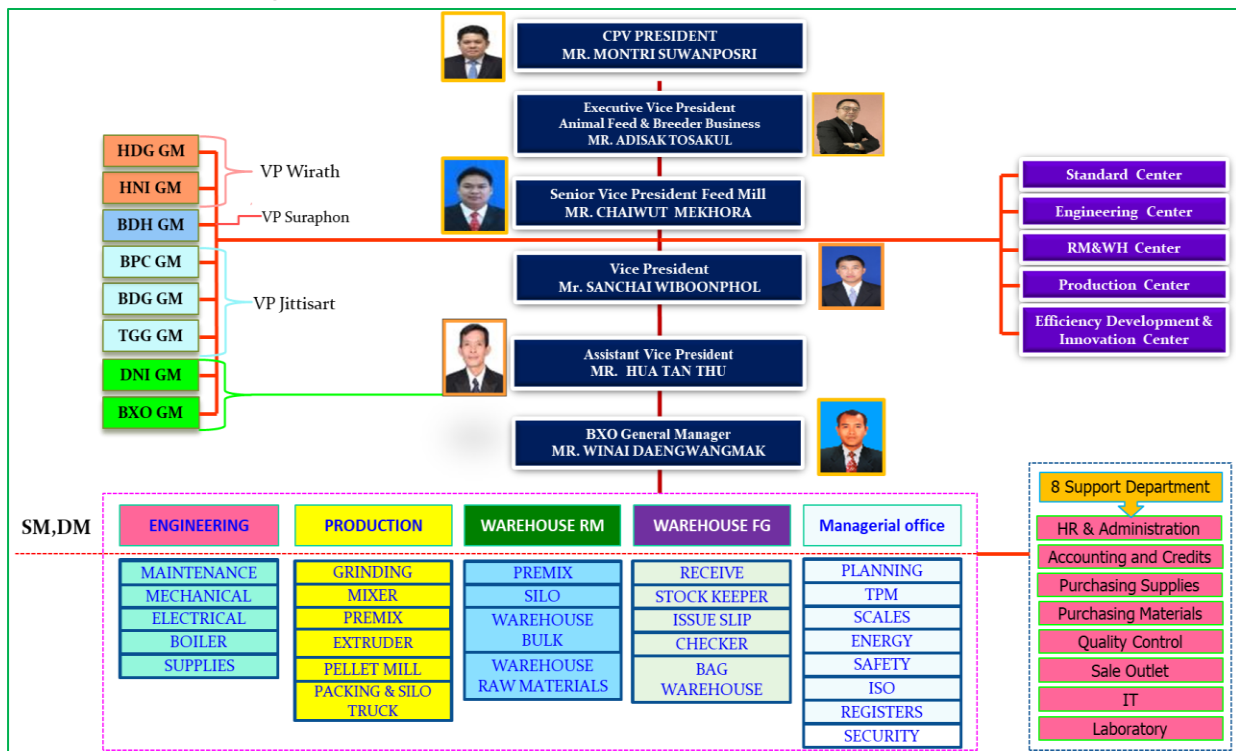 CPV PRESIDENT
MR. MONTRI SUWANPOSRI
Executive Vice President
Animal Feed & Breeder Business
MR. ADISAK TOSAKUL
Senior Vice President Feed Mill
MR. CHAIWUT MEKHORA
Vice President
Mr. SANCHAI WIBOONPHOL
Assistant Vice President
MR. HUA TAN THU
BXO General Manager
MR. WINAI DAENGWANGMAK
HDG GM
HNI GM
BDH GM
BPC GM
BDG GM
TGG GM
DNI GM
BXO GM
VP Wirath
VP Suraphon
VP Jittisart
Standard Center
Engineering Center
RM&WH Center
Production Center
Efficiency Development &
Innovation Center
SM,DM
ENGINEERING
MAINTENANCE
MECHANICAL
ELECTRICAL
BOILER
SUPPLIES
PRODUCTION
GRINDING
MIXER
PREMIX
EXTRUDER
PELLET MILL
PACKING & SILO
TRUCK
WAREHOUSE RM
PREMIX
SILO
WAREHOUSE
BULK
WAREHOUSE
RAW MATERIALS
WAREHOUSE FG
RECEIVE
STOCK KEEPER
ISSUE SLIP
CHECKER
BAG
WAREHOUSE
Managerial office
PLANNING
TPM
SCALES
ENERGY
SAFETY
ISO
REGISTERS
SECURITY
8 Support Department
HR & Administration
Accounting and Credits
Purchasing Supplies
Purchasing Materials
Quality Control
Sale Outlet
IT
Laboratory